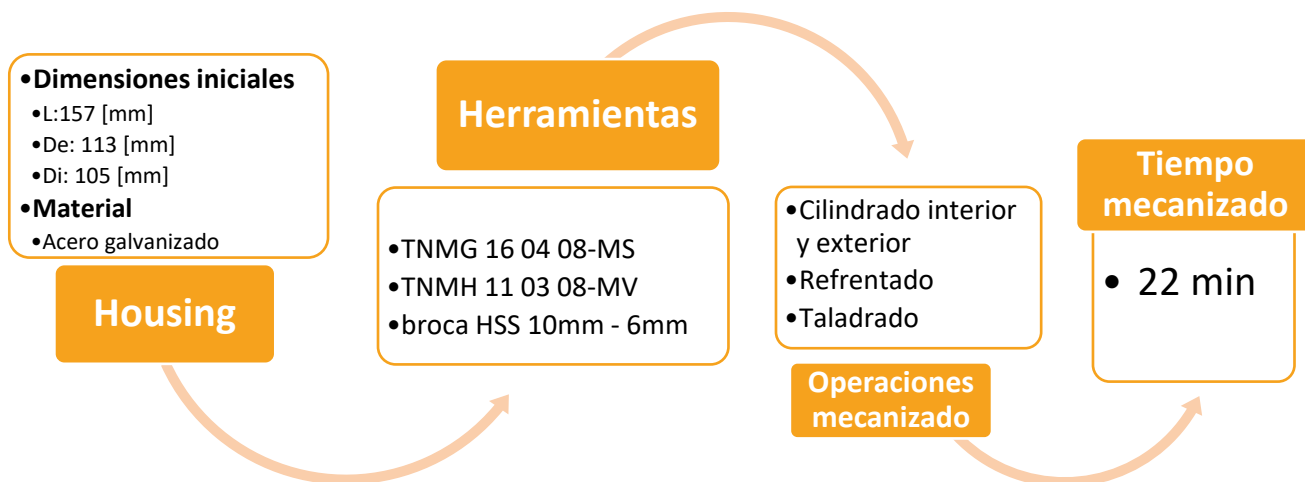 •Dimensiones iniciales
•L:157 [mm]
•De: 113 [mm]
•Di: 105 [mm]
•Material
•Acero galvanizado
Housing
Herramientas
•TNMG 16 04 08-MS
•TNMH 11 03 08-MV
•broca HSS 10mm - 6mm
•Cilindrado interior
y exterior
•Refrentado
•Taladrado
Operaciones
mecanizado
Tiempo
mecanizado
• 22 min